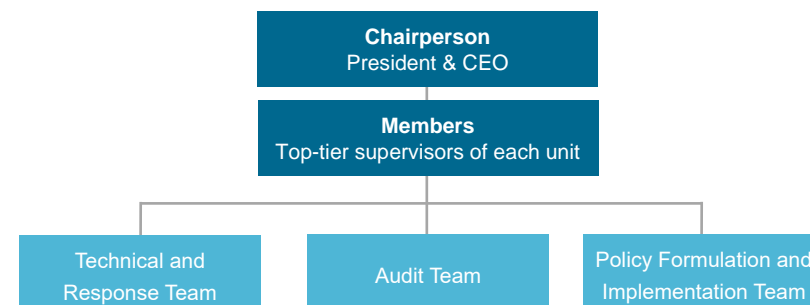 Chairperson
President & CEO
Members
Top-tier supervisors of each unit
Technical and
Response Team
Audit Team
Policy Formulation and
Implementation Team